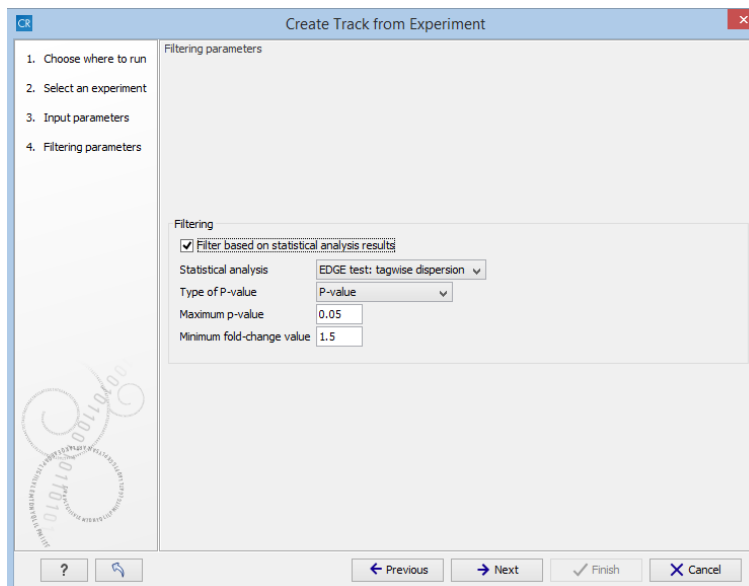 CR
Create Track from Experiment
1. Choose where to run
2. Select an experiment
3. Input parameters
4. Filtering parameters
Filtering parameters
Filtering
Filter based on statistical analysis results
Statistical analysis EDGE test: tagwise dispersion
Type of P-value P-value
Maximum p-value 0.05
Minimum fold-change value 1.5
? Previous Next Finish Cancel